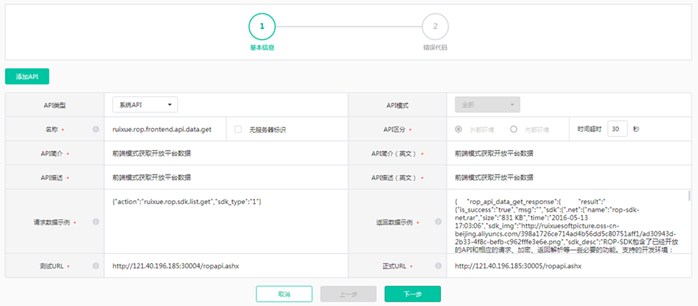 1
2
基本信息
错误代码
添加API
API类型
系统API
API模式
全部
名称 *
ruixue.rop.frontend.api.data.get
无服务器标识
API区分 *
外部环境
内部环境
时间超时
30
秒
API简介 *
前端模式获取开放平台数据
API简介（英文） *
前端模式获取开放平台数据
API描述 *
前端模式获取开放平台数据
API描述（英文） *
前端模式获取开放平台数据
请求数据示例 *
{"action":"ruixue.rop.sdk.list.get","sdk_type":"1"}
返回数据示例 *
{ "rop_api_data_get_response":{ "result":"
{"is_success":"true","msg":"","sdk":{".net":{"name":"rop-sdk-
net.rar","size":"831 KB","time":"2016-05-13
17:03:06","sdk_img":"http://ruixuesoftpicture.oss-cn-
beijing.aliyuncs.com/398a1726ce714ad4b56dd5c80751aff1/ad30943d-
2b33-4f8c-befb-c962fffe3e6e.png","sdk_desc":"ROP-SDK包含了已经开放
的API和相应的请求、加密、返回解析等一些必要的功能。支持的开发环境：
测试URL *
http://121.40.196.185:30004/ropapi.ashx
正式URL *
http://121.40.196.185:30005/ropapi.ashx
取消
上一步
下一步